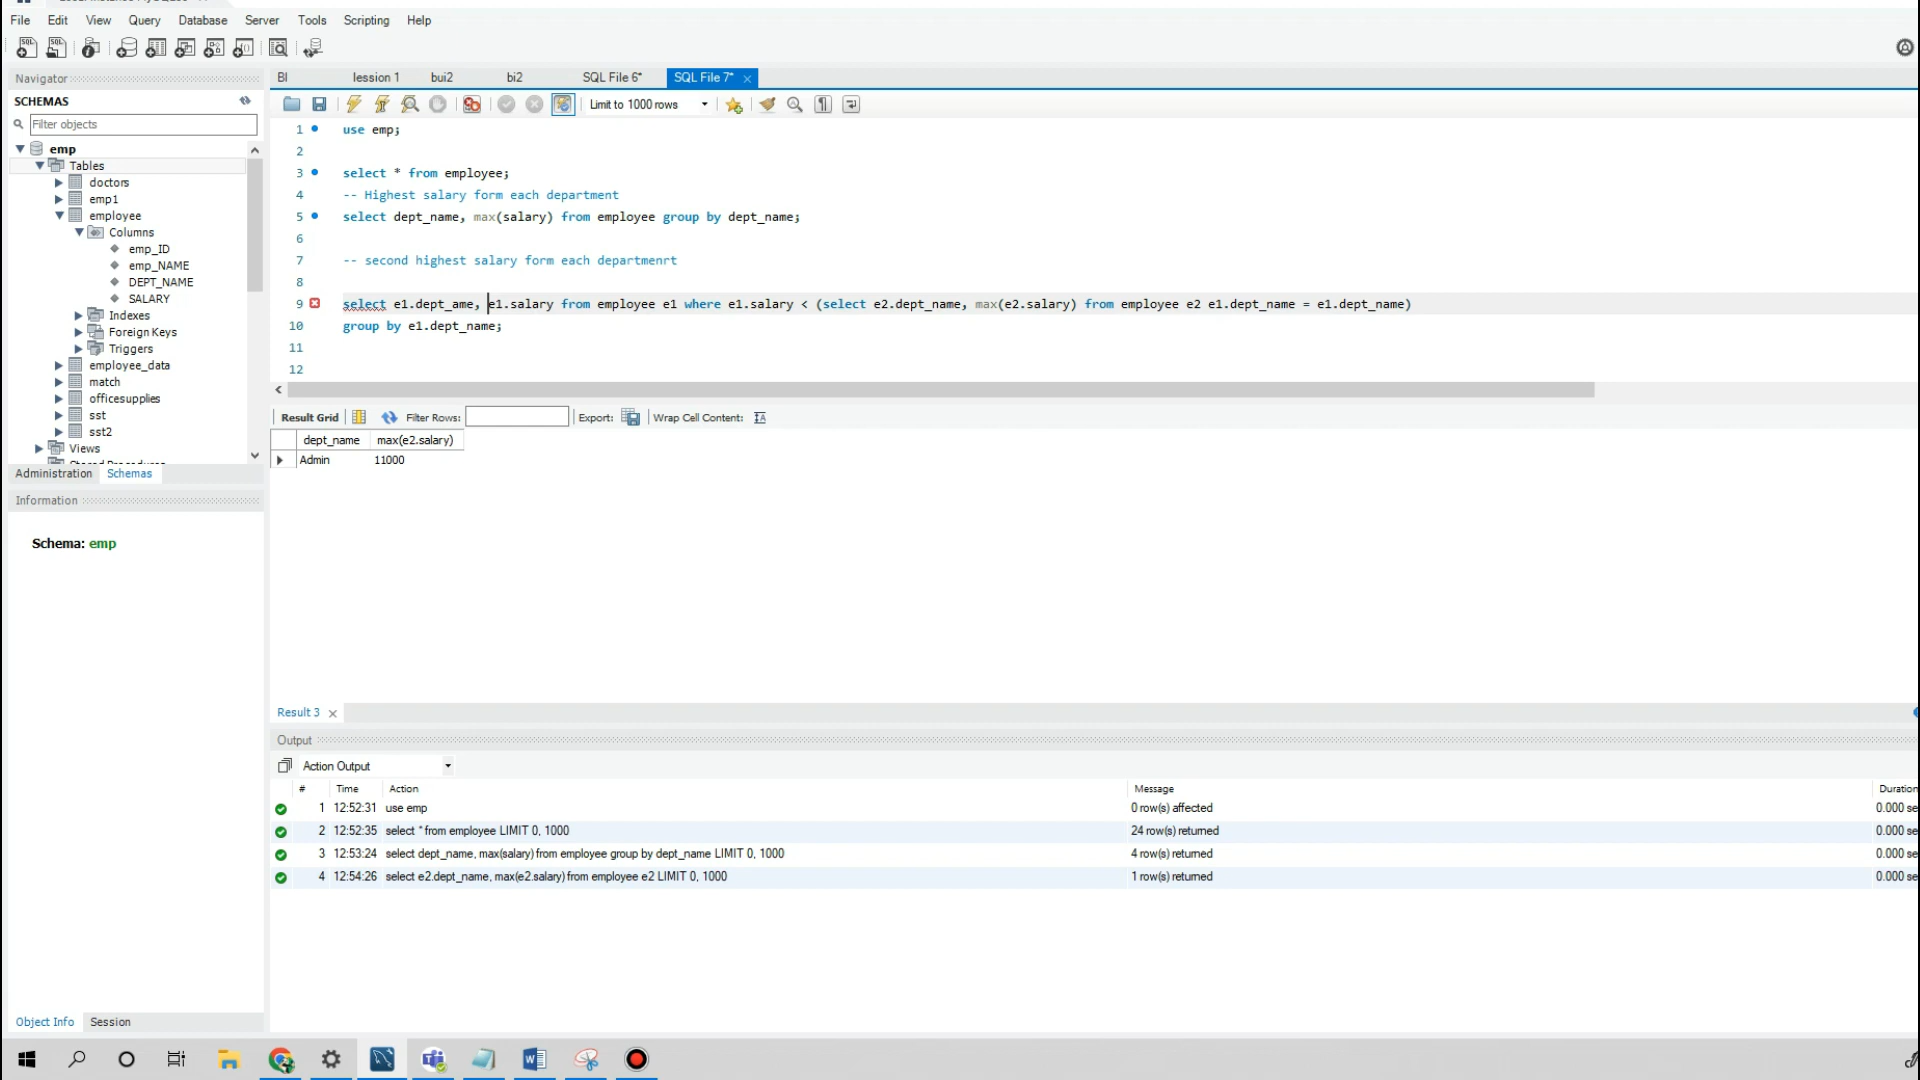 File Edit View Query Database Server Tools Scripting Help
Navigator
SCHEMAS
Filter objects
emp
Tables
doctors
emp1
employee
Columns
emp_ID
emp_NAME
DEPT_NAME
SALARY
Indexes
Foreign Keys
Triggers
employee_data
match
officesupplies
sst
sst2
Views
Administration Schemas
Information
Schema: emp
Object Info Session
BI lession 1 bui2 bi2 SQL File 6* SQL File 7*
Limit to 1000 rows
1 use emp;
2
3 select * from employee;
4 -- Highest salary form each department
5 select dept_name, max(salary) from employee group by dept_name;
6
7 -- second highest salary form each departmenrt
8
9 select e1.dept_ame, e1.salary from employee e1 where e1.salary < (select e2.dept_name, max(e2.salary) from employee e2 e1.dept_name = e1.dept_name)
10 group by e1.dept_name;
11
12
Result Grid Filter Rows: Export: Wrap Cell Content:
dept_name max(e2.salary)
Admin 11000
Result 3
Output
Action Output
# Time Action Message Duration
1 12:52:31 use emp 0 row(s) affected 0.000 se
2 12:52:35 select * from employee LIMIT 0, 1000 24 row(s) returned 0.000 se
3 12:53:24 select dept_name, max(salary) from employee group by dept_name LIMIT 0, 1000 4 row(s) returned 0.000 se
4 12:54:26 select e2.dept_name, max(e2.salary) from employee e2 LIMIT 0, 1000 1 row(s) returned 0.000 se